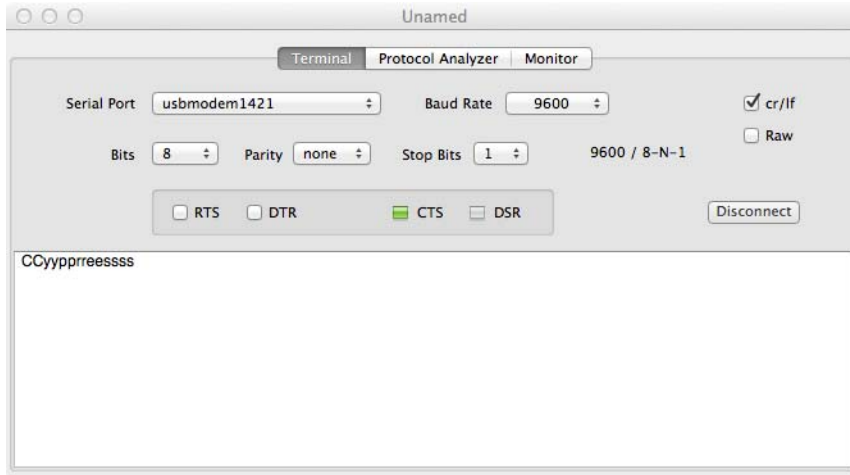 Unamed
Terminal Protocol Analyzer Monitor
Serial Port usbmodem1421 Baud Rate 9600 cr/lf
Raw
Bits 8 Parity none Stop Bits 1 9600 / 8-N-1
RTS DTR CTS DSR Disconnect
CCyypprreessss